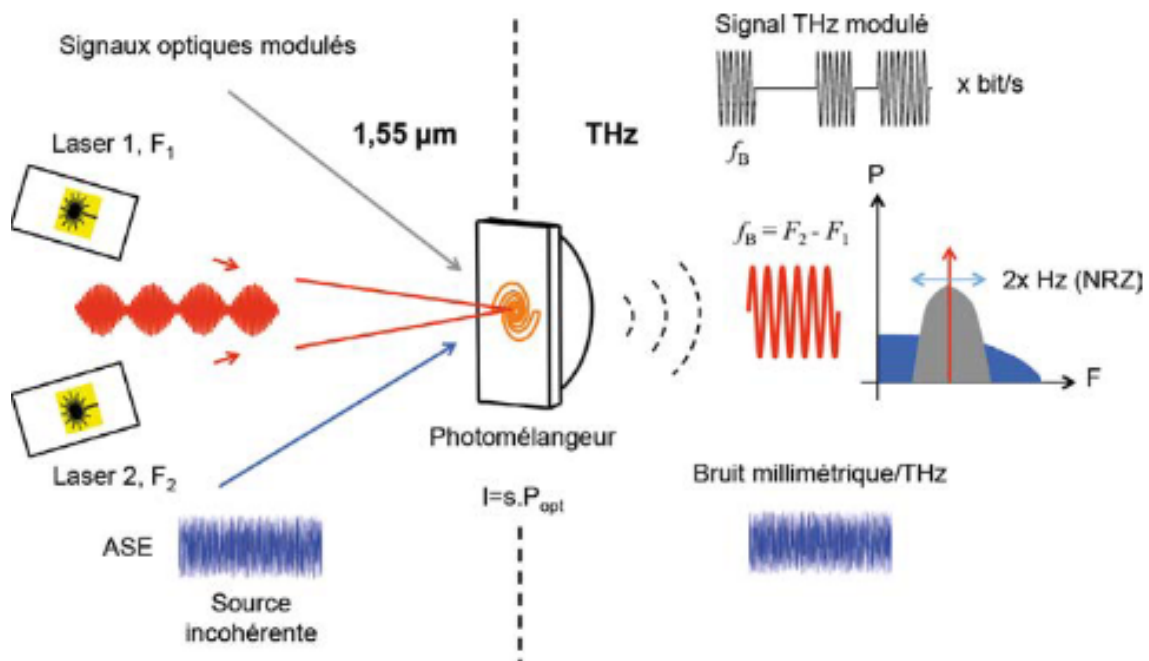 Signaux optiques modulés
Signal THz modulé
x bit/s
1,55 µm
THz
Laser 1, F1
fB
P
fB = F2 - F1
2x Hz (NRZ)
F
Photomélangeur
Laser 2, F2
I=s.Popt
Bruit millimétrique/THz
ASE
Source
incohérente